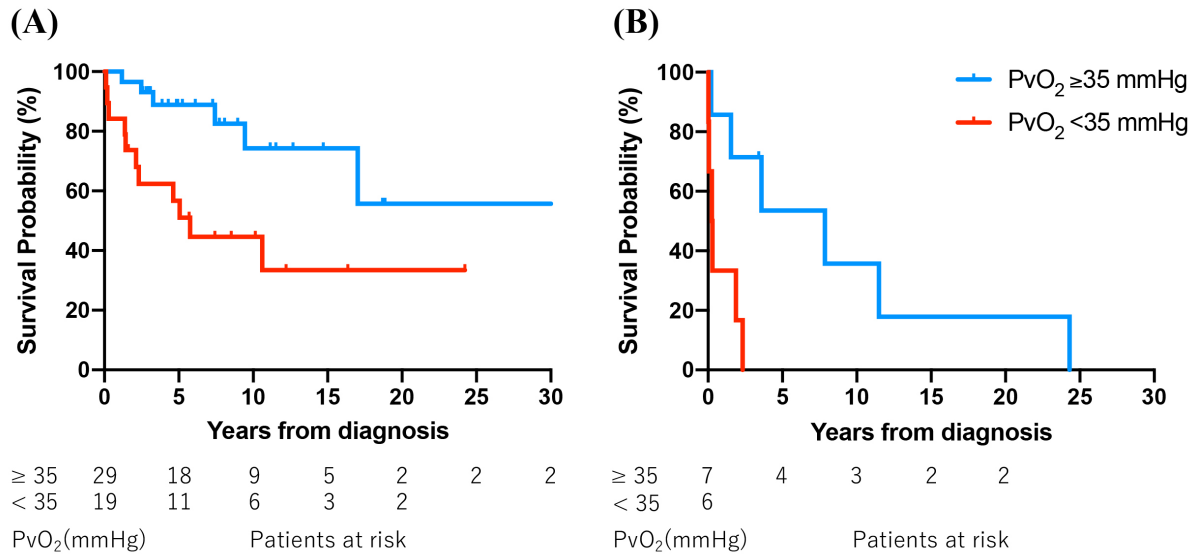 (A)
Survival Probability (%)
100
80
60
40
20
0
0 5 10 15 20 25 30
Years from diagnosis
≥ 35 29 18 9 5 2 2 2
< 35 19 11 6 3 2
PvO2(mmHg) Patients at risk
(B)
PvO2 ≥35 mmHg
PvO2 <35 mmHg
Survival Probability (%)
100
80
60
40
20
0
0 5 10 15 20 25 30
Years from diagnosis
≥ 35 7 4 3 2 2
< 35 6
PvO2(mmHg) Patients at risk